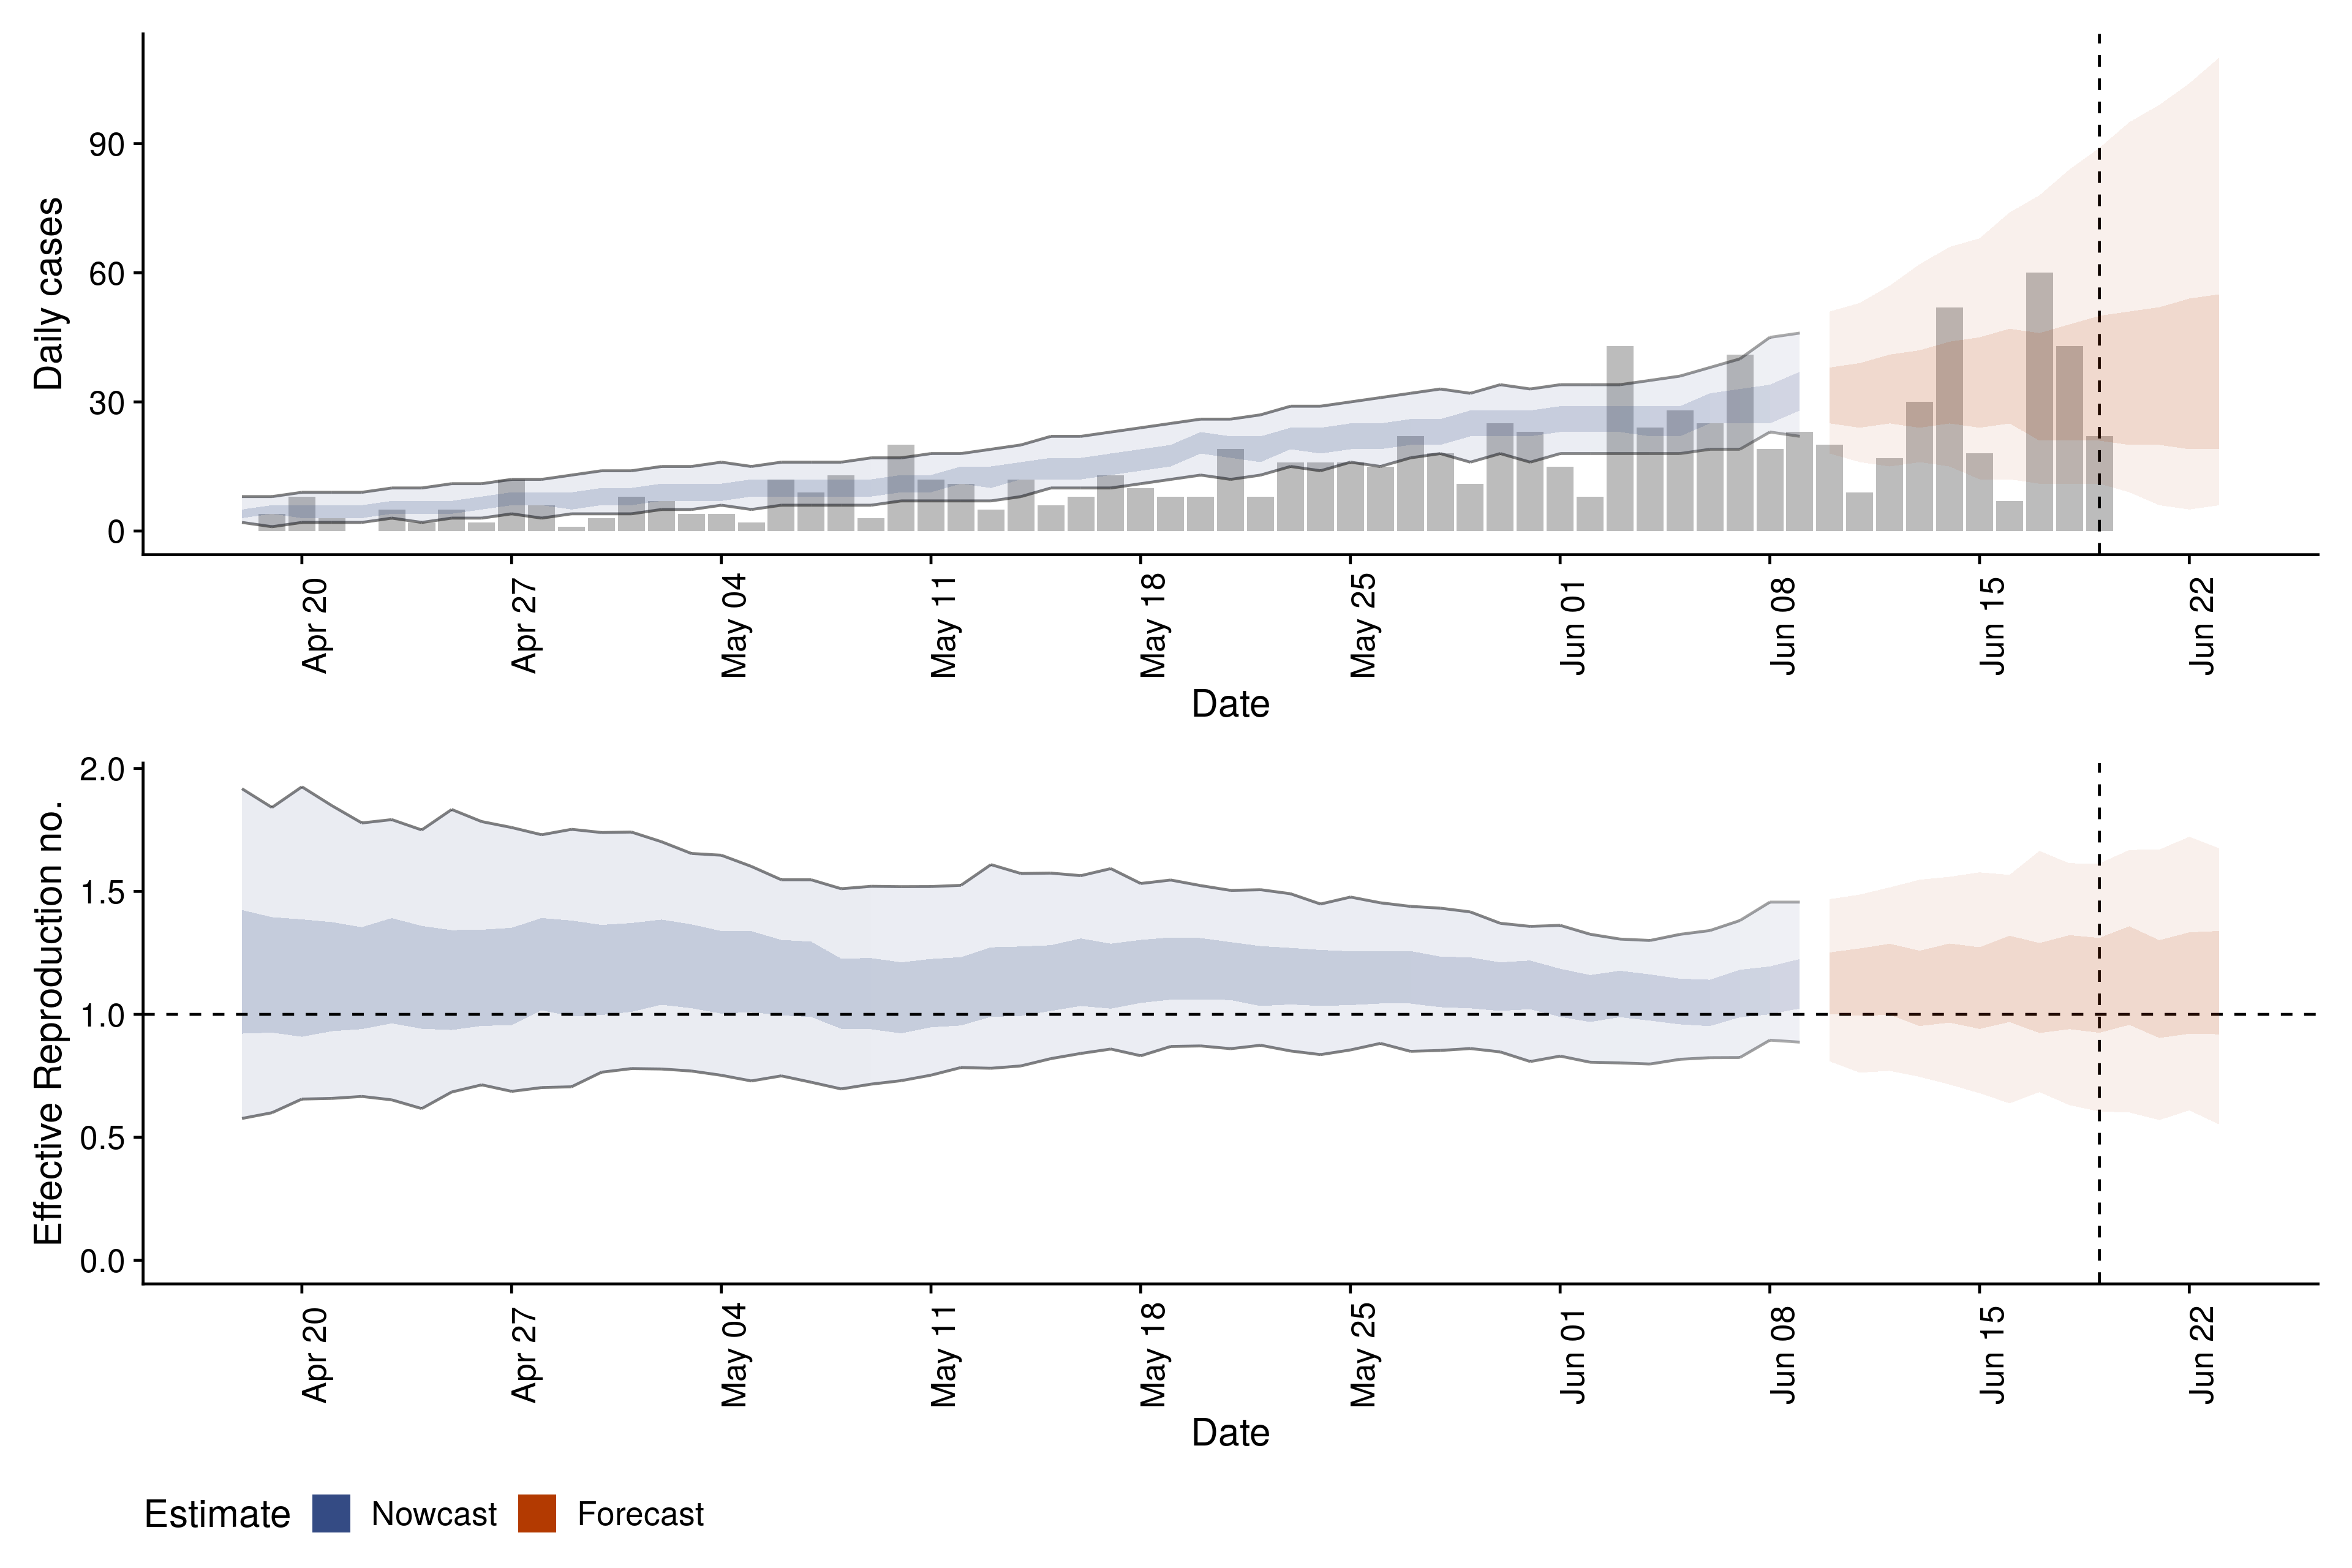 Daily cases
90
60
30
0
Apr 20
Apr 27
May 04
May 11
May 18
May 25
Jun 01
Jun 08
Jun 15
Jun 22
Date
Effective Reproduction no.
2.0
1.5
1.0
0.5
0.0
Apr 20
Apr 27
May 04
May 11
May 18
May 25
Jun 01
Jun 08
Jun 15
Jun 22
Date
Estimate Nowcast Forecast